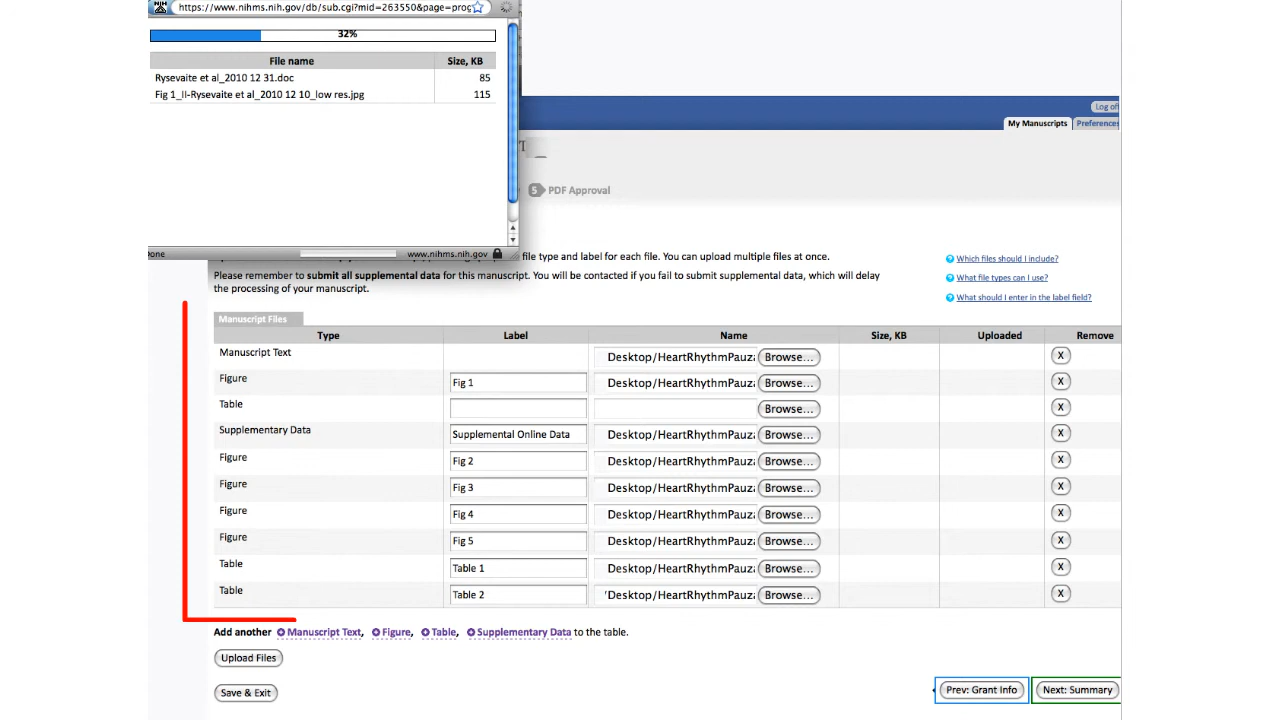 NIH https://www.nihms.nih.gov/db/sub.cgi?mid=263550&page=prog
32%
File name Size, KB
Rysevaite et al_2010 12 31.doc 85
Fig 1_II-Rysevaite et al_2010 12 10_low res.jpg 115
Log off
My Manuscripts Preferences
T_
5 PDF Approval
Done www.nihms.nih.gov
file type and label for each file. You can upload multiple files at once.
Please remember to submit all supplemental data for this manuscript. You will be contacted if you fail to submit supplemental data, which will delay
the processing of your manuscript.
Which files should I include?
What file types can I use?
What should I enter in the label field?
Manuscript Files
Type Label Name Size, KB Uploaded Remove
Manuscript Text Desktop/HeartRhythmPauz Browse... X
Figure Fig 1 Desktop/HeartRhythmPauz Browse... X
Table Browse... X
Supplementary Data Supplemental Online Data Desktop/HeartRhythmPauz Browse... X
Figure Fig 2 Desktop/HeartRhythmPauz Browse... X
Figure Fig 3 Desktop/HeartRhythmPauz Browse... X
Figure Fig 4 Desktop/HeartRhythmPauz Browse... X
Figure Fig 5 Desktop/HeartRhythmPauz Browse... X
Table Table 1 Desktop/HeartRhythmPauz Browse... X
Table Table 2 'Desktop/HeartRhythmPauz Browse... X
Add another Manuscript Text, Figure, Table, Supplementary Data to the table.
Upload Files
Save & Exit
Prev: Grant Info Next: Summary